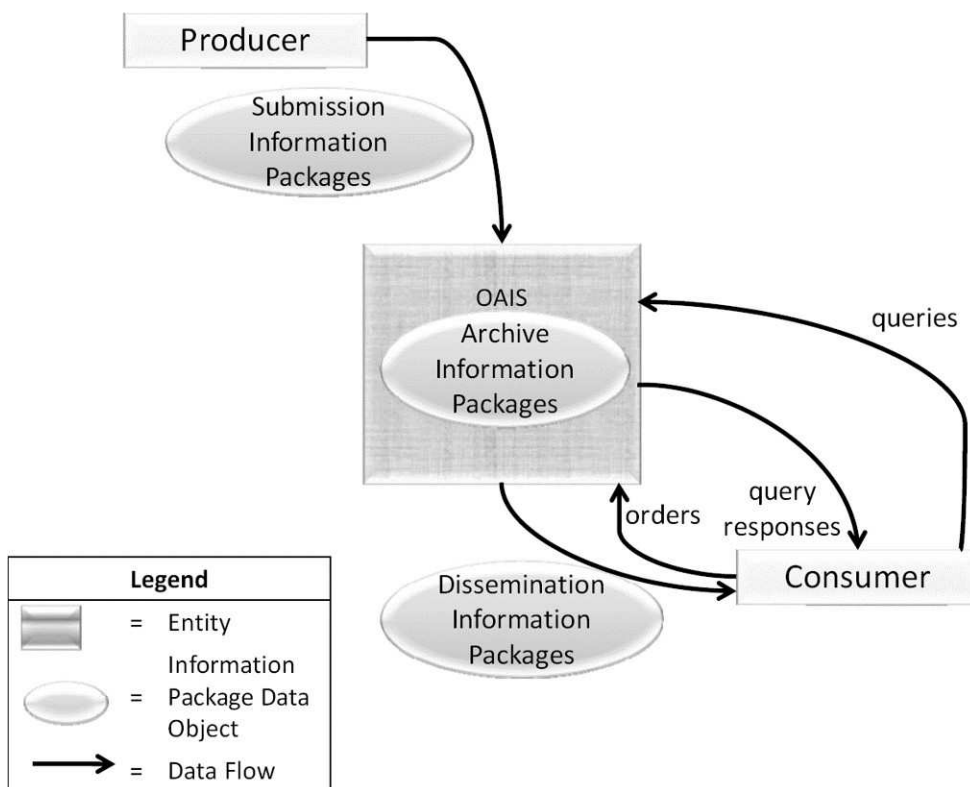 Producer
Submission
Information
Packages
OAIS
Archive
Information
Packages
queries
query
responses
orders
Consumer
Dissemination
Information
Packages
Legend
= Entity
Information
= Package Data
Object
= Data Flow